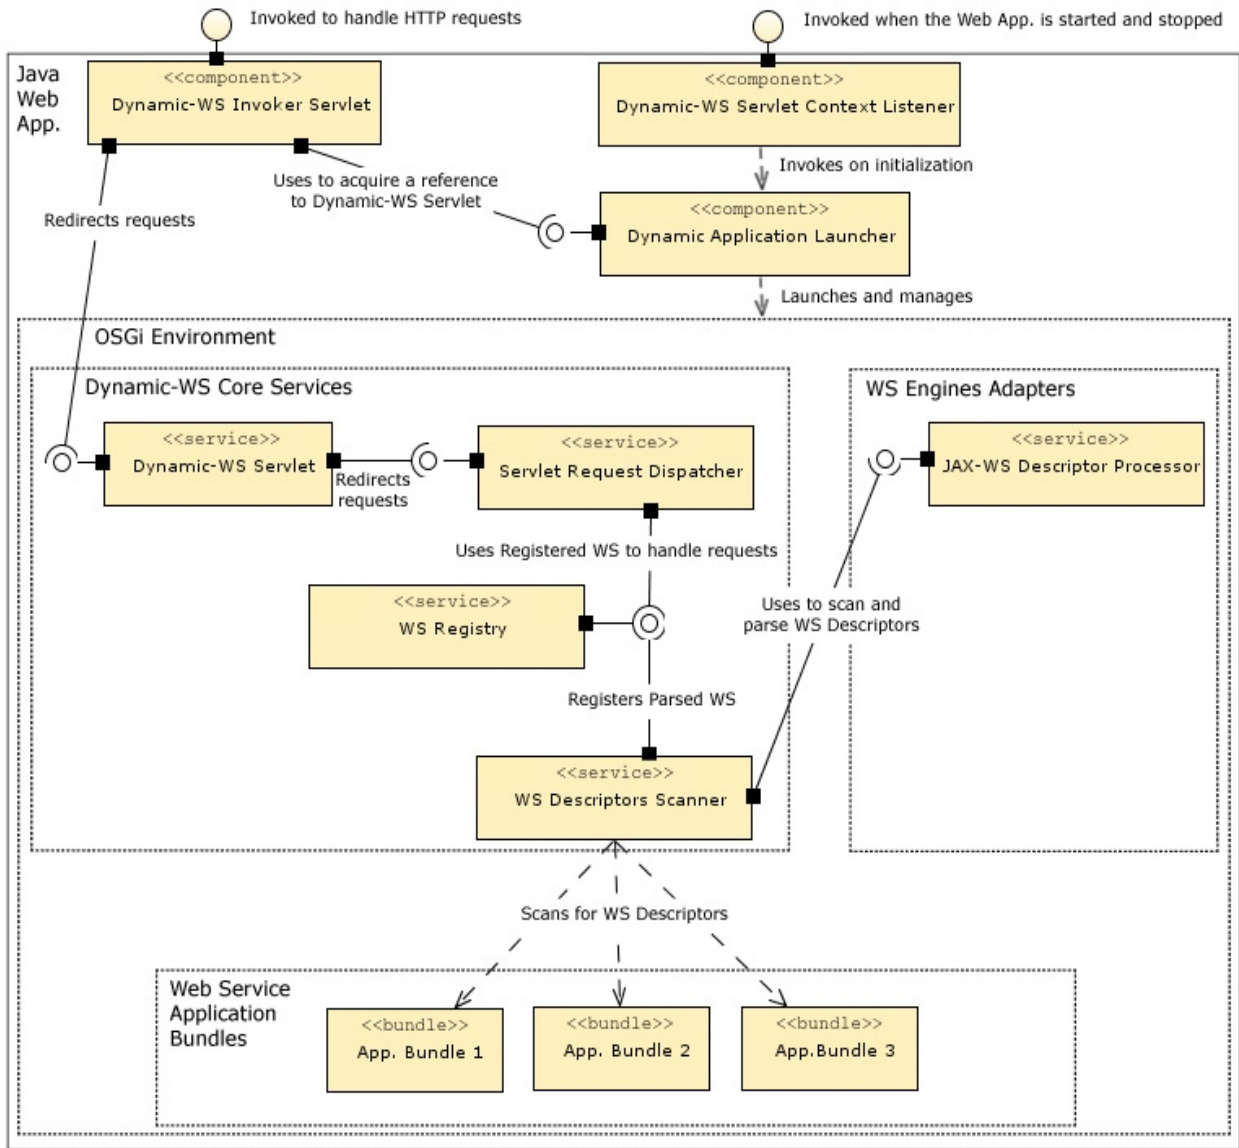 Invoked to handle HTTP requests
Invoked when the Web App. is started and stopped
Java
Web
App.
<<component>>
Dynamic-WS Invoker Servlet
<<component>>
Dynamic-WS Servlet Context Listener
Invokes on initialization
Uses to acquire a reference
to Dynamic-WS Servlet
Redirects requests
<<component>>
Dynamic Application Launcher
Launches and manages
OSGi Environment
Dynamic-WS Core Services
WS Engines Adapters
<<service>>
Dynamic-WS Servlet
Redirects
requests
<<service>>
Servlet Request Dispatcher
<<service>>
JAX-WS Descriptor Processor
Uses Registered WS to handle requests
<<service>>
WS Registry
Uses to scan and
parse WS Descriptors
Registers Parsed WS
<<service>>
WS Descriptors Scanner
Scans for WS Descriptors
Web Service
Application
Bundles
<<bundle>>
App. Bundle 1
<<bundle>>
App. Bundle 2
<<bundle>>
App.Bundle 3